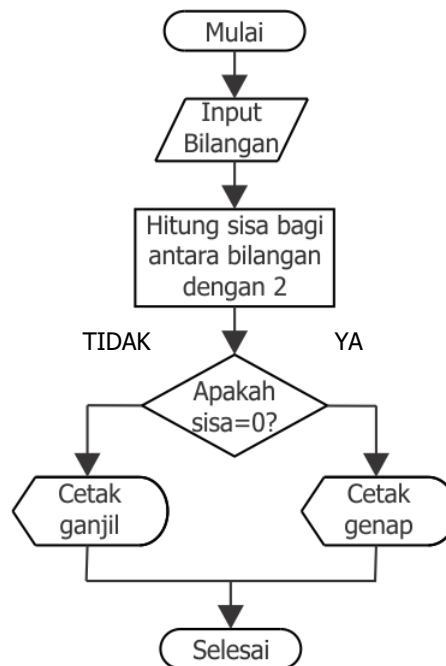 Mulai
Input
Bilangan
Hitung sisa bagi
antara bilangan
dengan 2
TIDAK
YA
Apakah
sisa=0?
Cetak
ganjil
Cetak
genap
Selesai